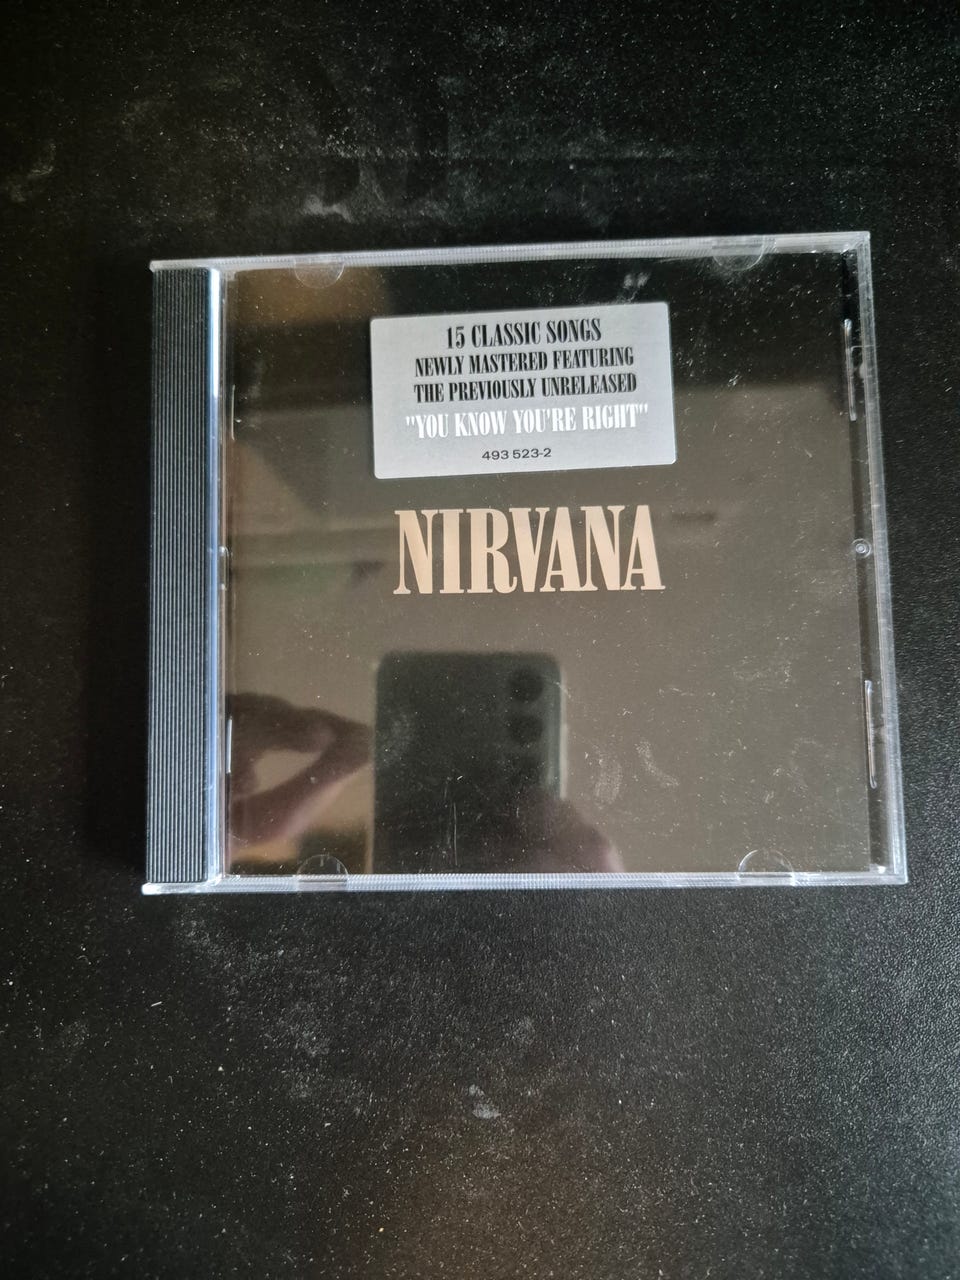 15 CLASSIC SONGS
NEWLY MASTERED FEATURING
THE PREVIOUSLY UNRELEASED
"YOU KNOW YOU'RE RIGHT"
493 523-2
NIRVANA